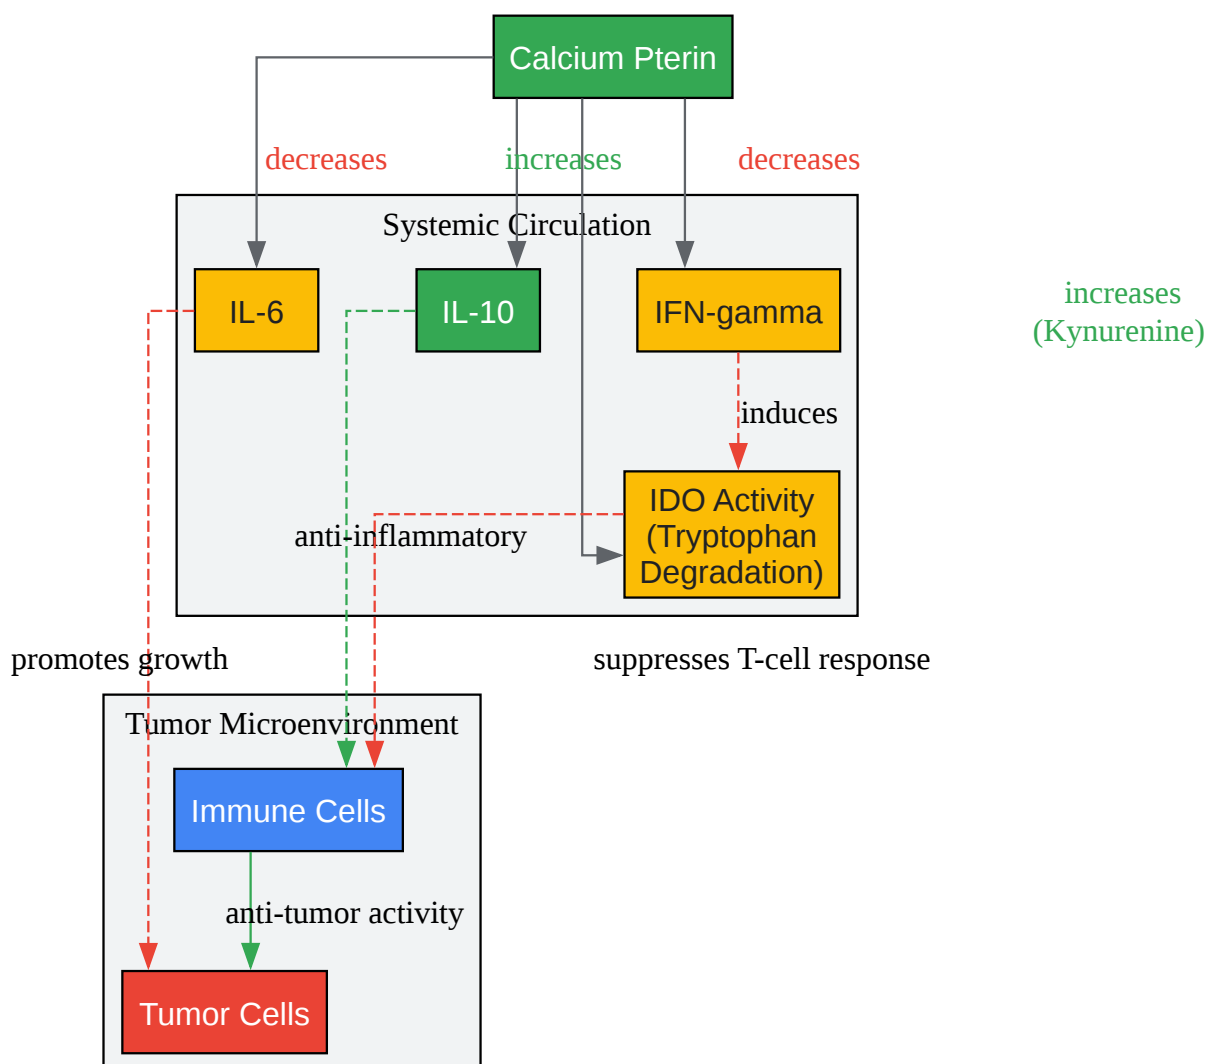 Calcium Pterin
decreases
increases
decreases
Systemic Circulation
IL-6
IL-10
IFN-gamma
increases
(Kynurenine)
induces
IDO Activity
(Tryptophan
Degradation)
anti-inflammatory
promotes growth
suppresses T-cell response
Tumor Microenvironment
Immune Cells
anti-tumor activity
Tumor Cells